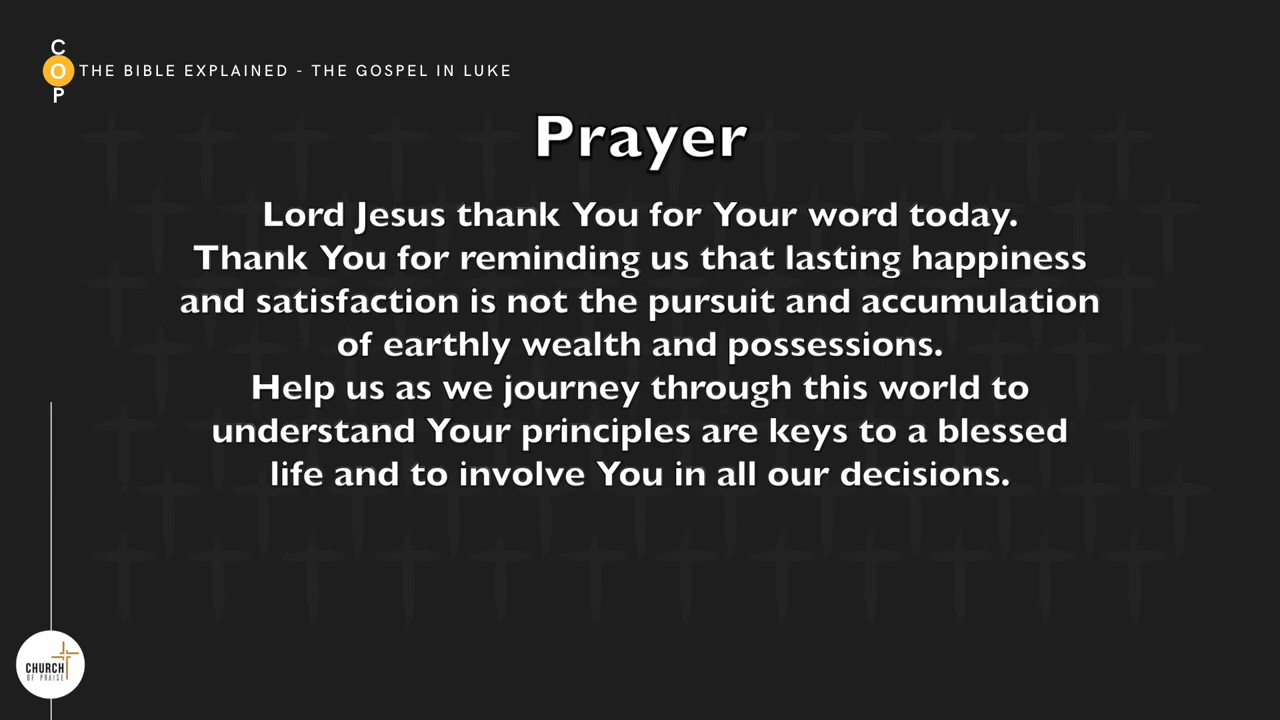 C
O
P
THE BIBLE EXPLAINED - THE GOSPEL IN LUKE
Prayer
Lord Jesus thank You for Your word today.
Thank You for reminding us that lasting happiness
and satisfaction is not the pursuit and accumulation
of earthly wealth and possessions.
Help us as we journey through this world to
understand Your principles are keys to a blessed
life and to involve You in all our decisions.
CHURCH
OF PRAISE